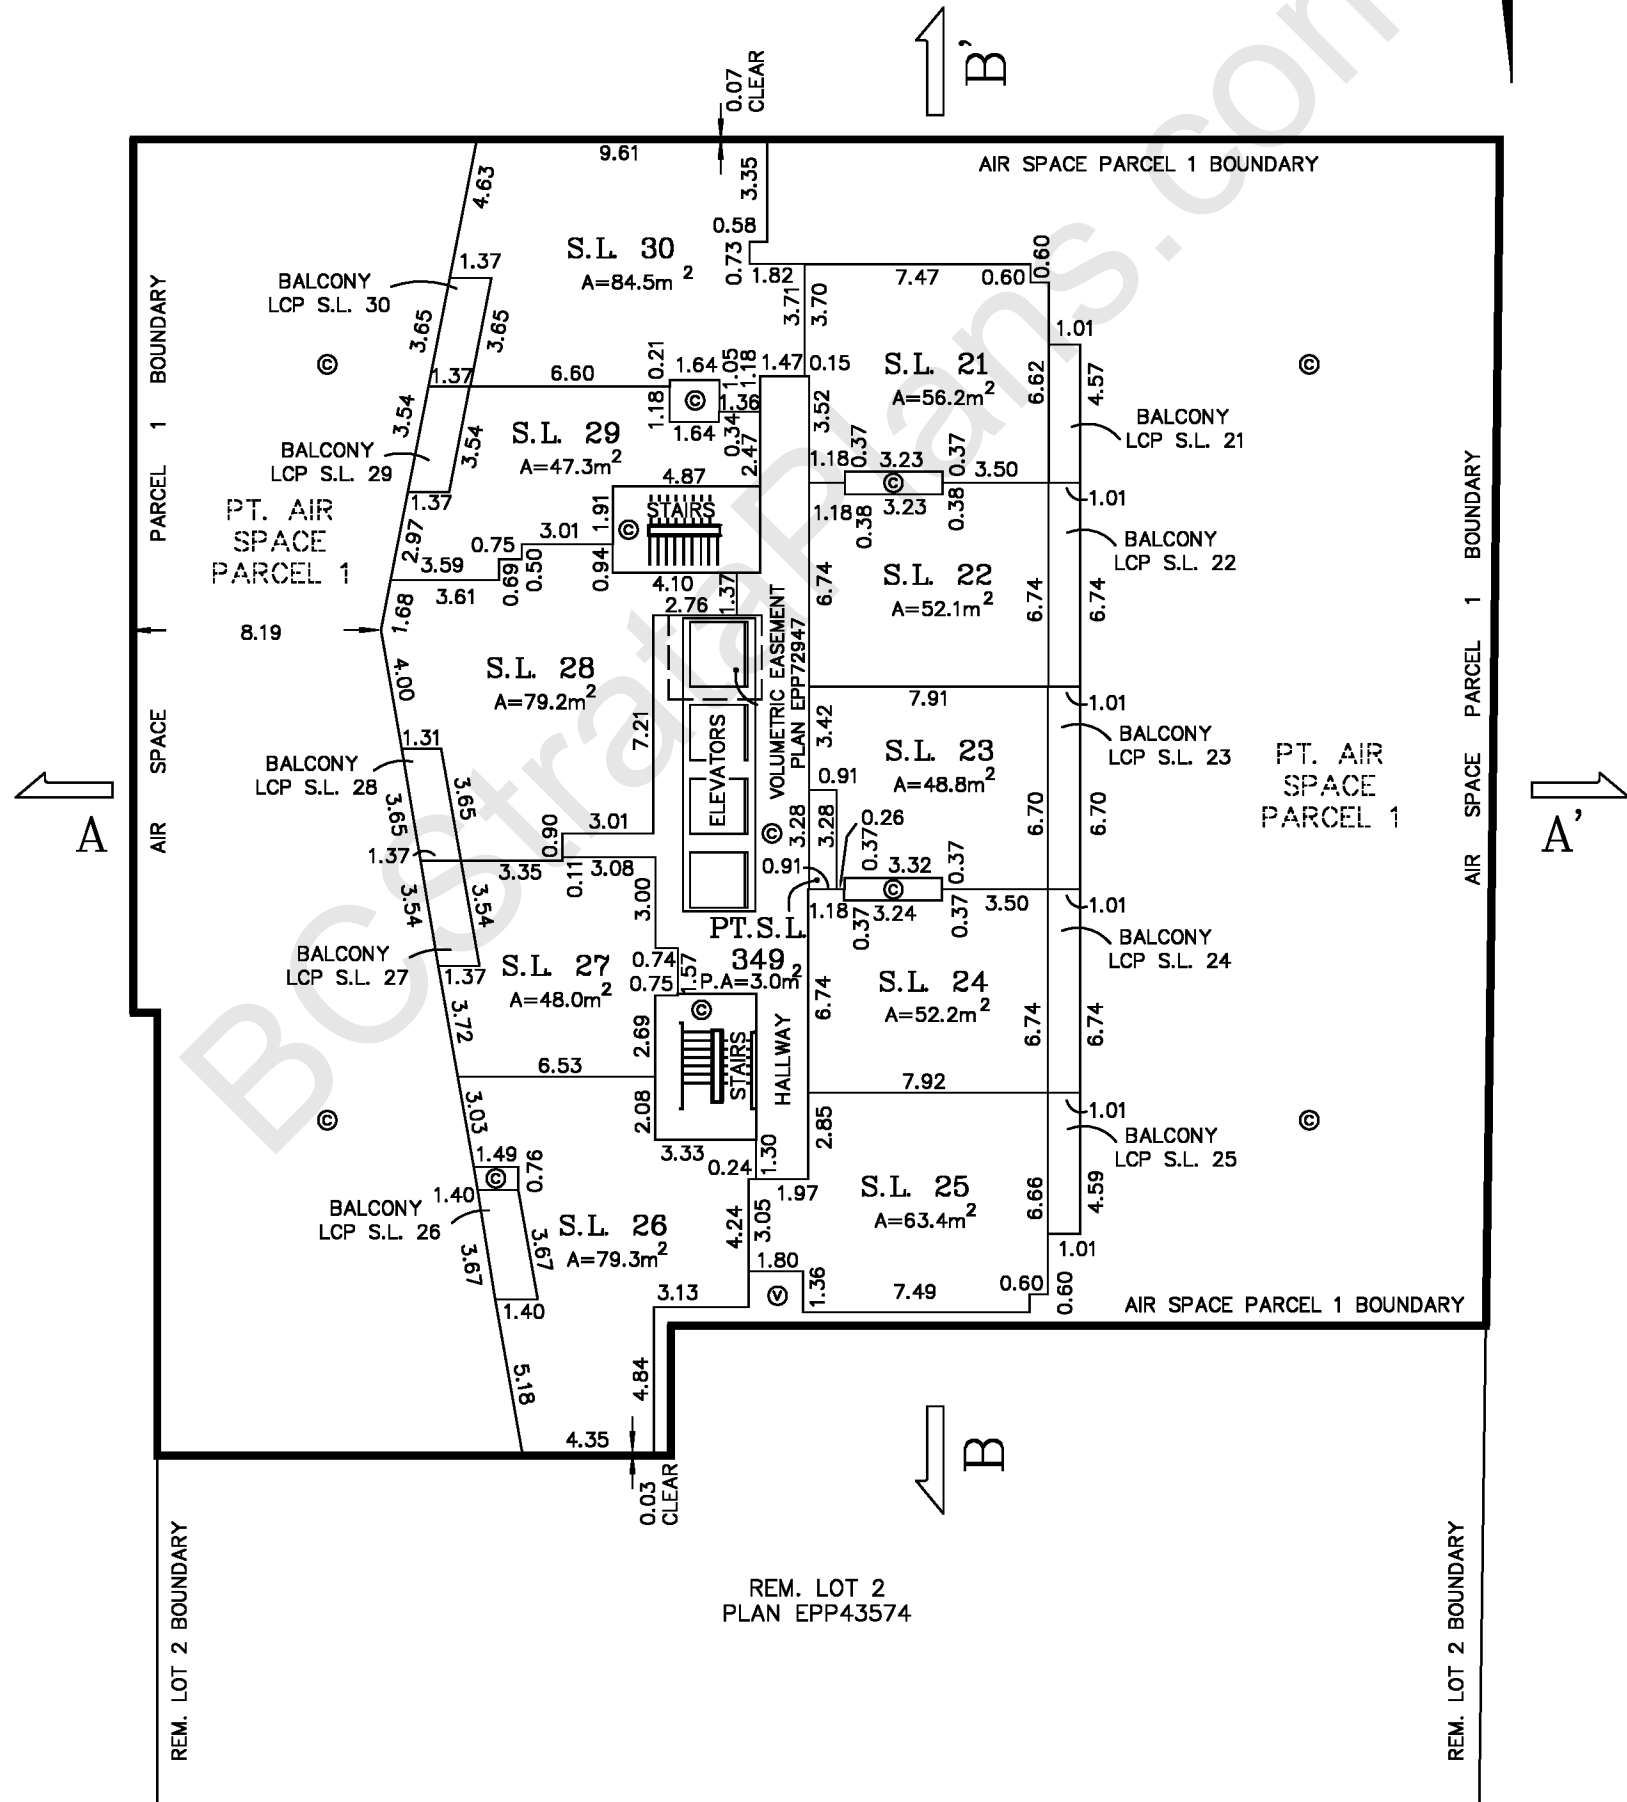 B'
0.07
CLEAR
9.61
3.35
AIR SPACE PARCEL 1 BOUNDARY
4.63
0.58
S.L. 30
A=84.5m2
0.73
1.82
7.47
0.60
0.60
1.37
BALCONY
LCP S.L. 30
3.65
3.65
3.71
3.70
1.01
AIR SPACE PARCEL 1 BOUNDARY
©
1.37
6.60
0.21
1.64
1.05
1.18
1.47
0.15
S.L. 21
A=56.2m2
6.62
4.57
©
1.18
©
1.36
1.64
0.34
2.47
3.52
BALCONY
LCP S.L. 21
3.54
3.54
S.L. 29
A=47.3m2
BALCONY
LCP S.L. 29
1.37
4.87
1.18
0.37
3.23
0.37
3.50
©
1.18
0.38
3.23
0.38
1.01
PT. AIR
SPACE
PARCEL 1
2.97
1.91
STAIRS
©
3.01
0.75
0.50
0.69
3.59
3.61
0.94
4.10
1.37
2.76
BALCONY
LCP S.L. 22
S.L. 22
A=52.1m2
6.74
6.74
6.74
1.68
8.19
4.00
S.L. 28
A=79.2m2
7.21
VOLUMETRIC EASEMENT
PLAN EPP72947
7.91
1.01
BALCONY
LCP S.L. 23
3.42
S.L. 23
A=48.8m2
AIR SPACE PARCEL 1 BOUNDARY
PT. AIR
SPACE
PARCEL 1
1.31
BALCONY
LCP S.L. 28
3.65
3.65
ELEVATORS
0.91
0.26
3.28
3.28
6.70
6.70
A
A'
©
0.90
3.01
1.37
3.35
0.11
3.08
0.91
0.37
3.32
0.37
©
3.50
1.01
1.18
0.37
3.24
0.37
3.54
3.54
3.00
PT.S.L.
349
P.A=3.0m2
BALCONY
LCP S.L. 24
BALCONY
LCP S.L. 27
1.37
S.L. 27
A=48.0m2
0.74
0.75
1.57
©
S.L. 24
A=52.2m2
6.74
6.74
6.74
3.72
2.69
STAIRS
HALLWAY
6.53
7.92
1.01
©
3.03
2.08
2.85
©
BALCONY
LCP S.L. 25
3.33
0.24
1.30
1.49
0.76
©
1.40
1.97
S.L. 25
A=63.4m2
6.66
4.59
BALCONY
LCP S.L. 26
3.67
3.67
S.L. 26
A=79.3m2
4.24
3.05
1.80
1.01
1.40
3.13
V
1.36
7.49
0.60
0.60
AIR SPACE PARCEL 1 BOUNDARY
5.18
4.84
4.35
0.03
CLEAR
B
REM. LOT 2 BOUNDARY
REM. LOT 2
PLAN EPP43574
REM. LOT 2 BOUNDARY
BCStrataPlans.com